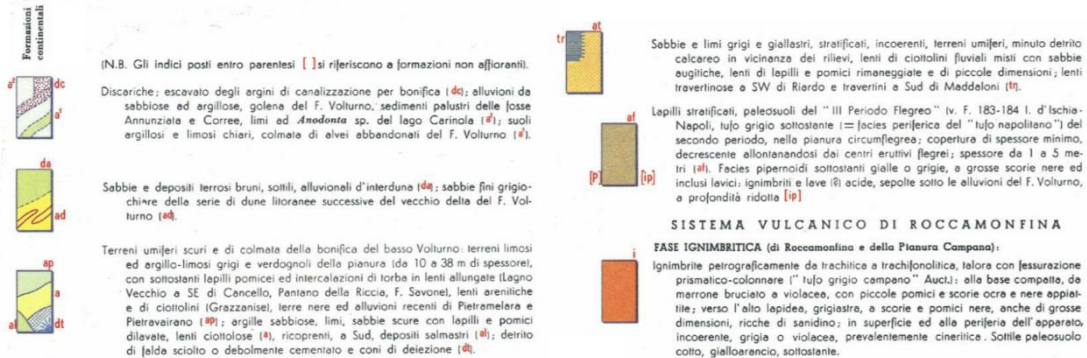 Formazioni
continentali
(N.B. Gli indici posti entro parentesi [ ] si riferiscono a formazioni non affioranti).
a² dc
a¹
Discariche; escavato degli argini di canalizzazione per bonifica (dc); alluvioni da
sabbiose ad argillose, golena del F. Volturno, sedimenti palustri delle fosse
Annunziata e Corree, limi ad Anodonta sp. del lago Carinola (a²); suoli
argillosi e limosi chiari, colmata di alvei abbandonati del F. Volturno (a¹).
da
ad
Sabbie e depositi terrosi bruni, sottili, alluvionali d'interduna (da); sabbie fini grigio-
chiare della serie di dune litoranee successive del vecchio delta del F. Vol-
turno (ad).
ap
a
al dt
Terreni umiferi scuri e di colmata della bonifica del basso Volturno: terreni limosi
ed argillo-limosi grigi e verdognoli della pianura (da 10 a 38 m di spessore),
con sottostanti lapilli pomicei ed intercalazioni di torba in lenti allungate (Lagno
Vecchio a SE di Cancello, Pantano della Riccia, F. Savone), lenti arenitiche
e di ciottolini (Grazzanise), terre nere ed alluvioni recenti di Pietramelara e
Pietravairano (ap); argille sabbiose, limi, sabbie scure con lapilli e pomici
dilavate, lenti ciottolose (a), ricoprenti, a Sud, depositi salmastri (al); detrito
di falda sciolto o debolmente cementato e coni di deiezione (dt).
at
tr
Sabbie e limi grigi e giallastri, stratificati, incoerenti, terreni umiferi, minuto detrito
calcareo in vicinanza dei rilievi, lenti di ciottolini fluviali misti con sabbie
augitiche, lenti di lapilli e pomici rimaneggiate e di piccole dimensioni; lenti
travertinose a SW di Riardo e travertini a Sud di Maddaloni (tr).
af
[P] [ip]
Lapilli stratificati, paleosuoli del "III Periodo Flegreo" (v. F. 183-184 I. d'Ischia-
Napoli, tufo grigio sottostante (= facies periferica del "tufo napolitano") del
secondo periodo, nella pianura circumflegrea; copertura di spessore minimo,
decrescente allontanandosi dai centri eruttivi flegrei; spessore da 1 a 5 me-
tri (af). Facies pipernoidi sottostanti gialle o grigie, a grosse scorie nere ed
inclusi lavici: ignimbriti e lave (?) acide, sepolte sotto le alluvioni del F. Volturno,
a profondità ridotta [ip]
SISTEMA VULCANICO DI ROCCAMONFINA
FASE IGNIMBRITICA (di Roccamonfina e della Pianura Campana):
i
Ignimbrite petrograficamente da trachitica a trachifonolitica, talora con fessurazione
prismatico-colonnare ("tufo grigio campano" Auct.): alla base compatta, da
marrone bruciato a violacea, con piccole pomici e scorie ocra e nere appiat-
tite; verso l'alto lapidea, grigiastra, a scorie e pomici nere, anche di grosse
dimensioni, ricche di sanidino; in superficie ed alla periferia dell'apparato
incoerente, grigia o violacea, prevalentemente cineritica. Sottile paleosuolo
cotto, gialloarancio, sottostante.